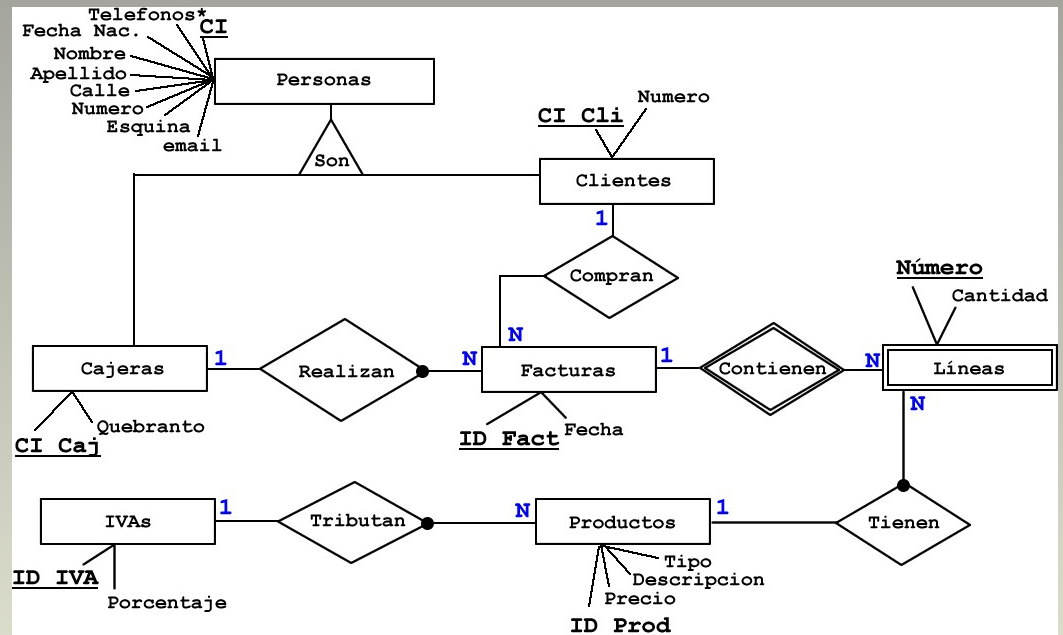 Telefonos*
CI
Fecha Nac.
Nombre
Apellido
Calle
Numero
Esquina
email
Personas
Son
CI Cli
Numero
Clientes
1
Compran
N
Número
Cantidad
Cajeras
1
Realizan
N
Facturas
1
Contienen
N
Líneas
N
CI Caj
Quebranto
ID Fact
Fecha
IVAs
1
Tributan
N
Productos
1
Tienen
ID IVA
Porcentaje
Tipo
Descripcion
Precio
ID Prod